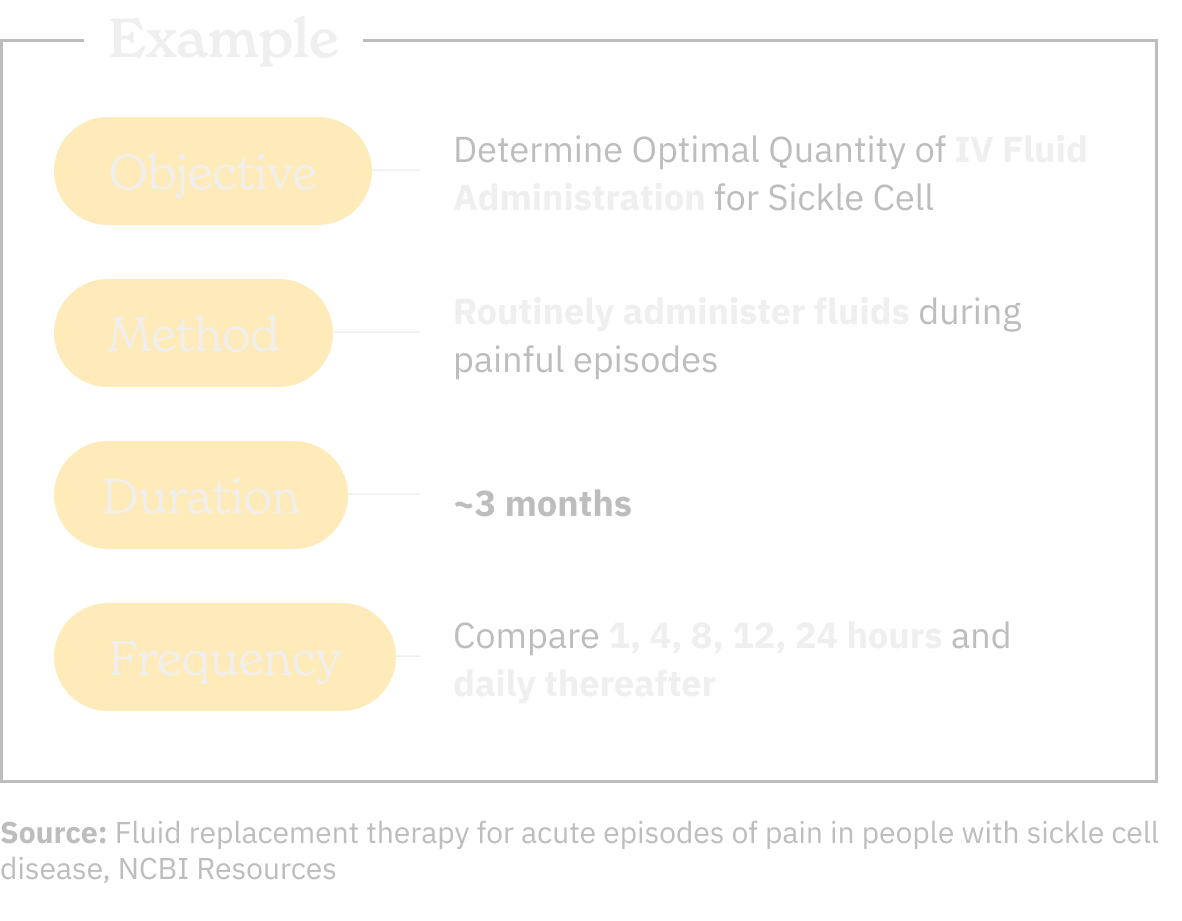 Example
Objective
Determine Optimal Quantity of IV Fluid
Administration for Sickle Cell
Method
Routinely administer fluids during
painful episodes
Duration
~3 months
Frequency
Compare 1, 4, 8, 12, 24 hours and
daily thereafter
Source: Fluid replacement therapy for acute episodes of pain in people with sickle cell
disease, NCBI Resources